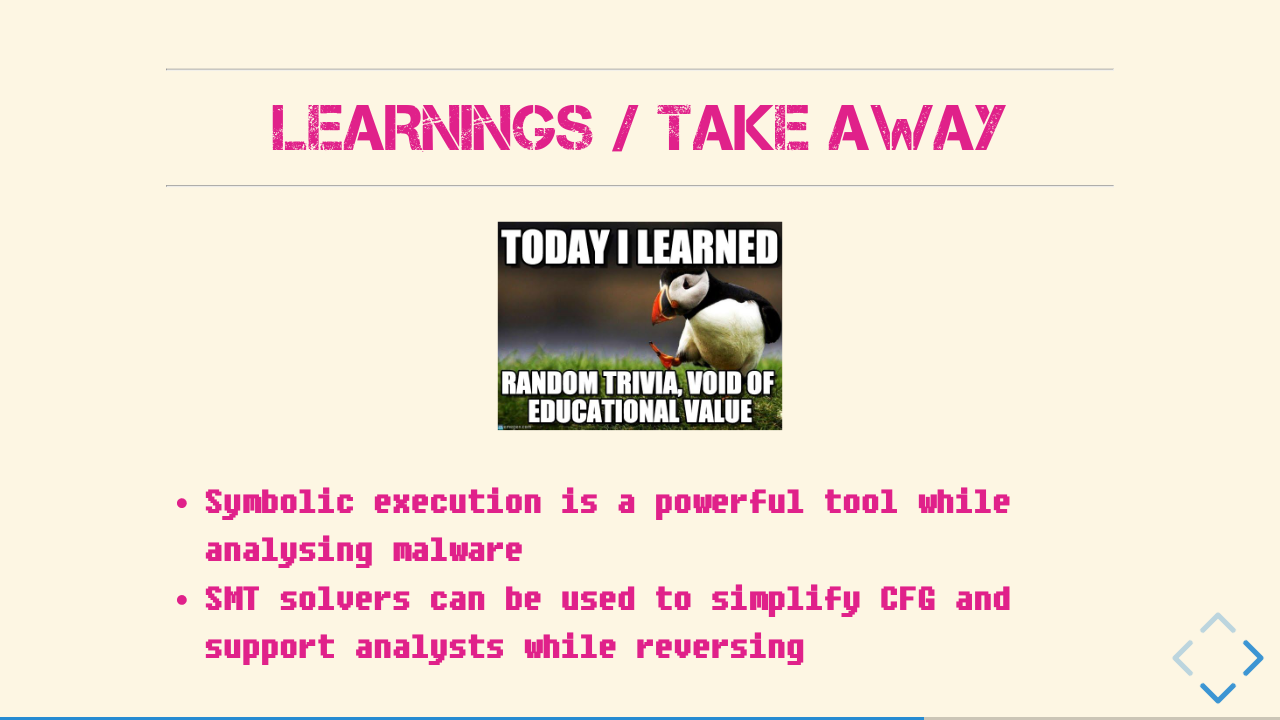 LEARNINGS / TAKE AWAY
TODAY I LEARNED
RANDOM TRIVIA, VOID OF
EDUCATIONAL VALUE
• Symbolic execution is a powerful tool while
analysing malware
• SMT solvers can be used to simplify CFG and
support analysts while reversing